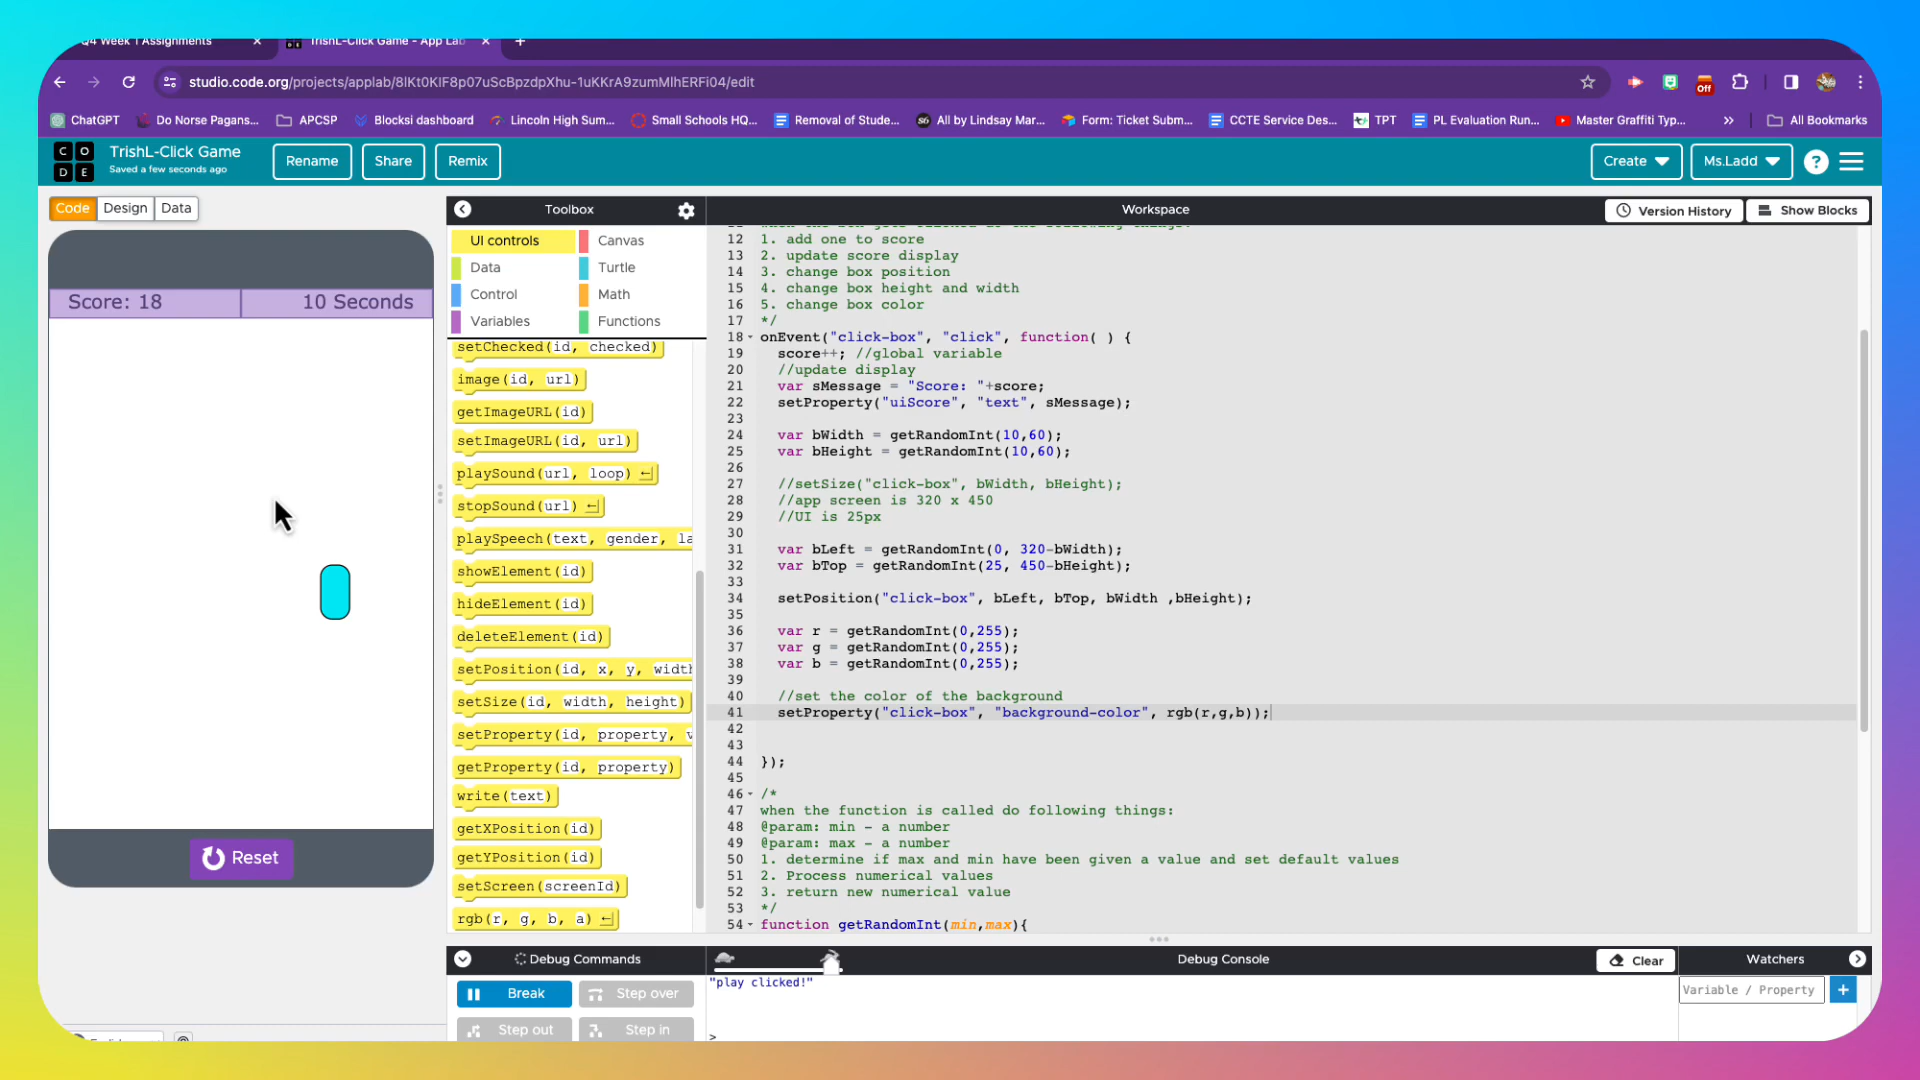 Q4 Week 1 Assignments
TrishL-Click Game - App Lab
studio.code.org/projects/applab/8lKt0KIF8p07uScBpzdpXhu-1uKKrA9zumMlhERFi04/edit
Off
ChatGPT
Do Norse Pagans...
APCSP
Blocksi dashboard
Lincoln High Sum...
Small Schools HQ...
Removal of Stude...
All by Lindsay Mar...
Form: Ticket Subm...
CCTE Service Des...
TPT
PL Evaluation Run...
Master Graffiti Typ...
»
All Bookmarks
C O
D E
TrishL-Click Game
Saved a few seconds ago
Rename
Share
Remix
Create
Ms.Ladd
?
Code
Design
Data
Toolbox
Workspace
Version History
Show Blocks
Score: 18
10 Seconds
Reset
UI controls
Canvas
Data
Turtle
Control
Math
Variables
Functions
setChecked(id, checked)
image(id, url)
getImageURL(id)
setImageURL(id, url)
playSound(url, loop)
stopSound(url)
playSpeech(text, gender, la
showElement(id)
hideElement(id)
deleteElement(id)
setPosition(id, x, y, width
setSize(id, width, height)
setProperty(id, property, v
getProperty(id, property)
write(text)
getXPosition(id)
getYPosition(id)
setScreen(screenId)
rgb(r, g, b, a)
12 1. add one to score
13 2. update score display
14 3. change box position
15 4. change box height and width
16 5. change box color
17 */
18 onEvent("click-box", "click", function( ) {
19 score++; //global variable
20 //update display
21 var sMessage = "Score: "+score;
22 setProperty("uiScore", "text", sMessage);
23
24 var bWidth = getRandomInt(10,60);
25 var bHeight = getRandomInt(10,60);
26
27 //setSize("click-box", bWidth, bHeight);
28 //app screen is 320 x 450
29 //UI is 25px
30
31 var bLeft = getRandomInt(0, 320-bWidth);
32 var bTop = getRandomInt(25, 450-bHeight);
33
34 setPosition("click-box", bLeft, bTop, bWidth ,bHeight);
35
36 var r = getRandomInt(0,255);
37 var g = getRandomInt(0,255);
38 var b = getRandomInt(0,255);
39
40 //set the color of the background
41 setProperty("click-box", "background-color", rgb(r,g,b));
42
43
44 });
45
46 /*
47 when the function is called do following things:
48 @param: min - a number
49 @param: max - a number
50 1. determine if max and min have been given a value and set default values
51 2. Process numerical values
52 3. return new numerical value
53 */
54 function getRandomInt(min,max){
Debug Commands
Debug Console
Clear
Watchers
Break
Step over
Step out
Step in
"play clicked!"
>
Variable / Property
+